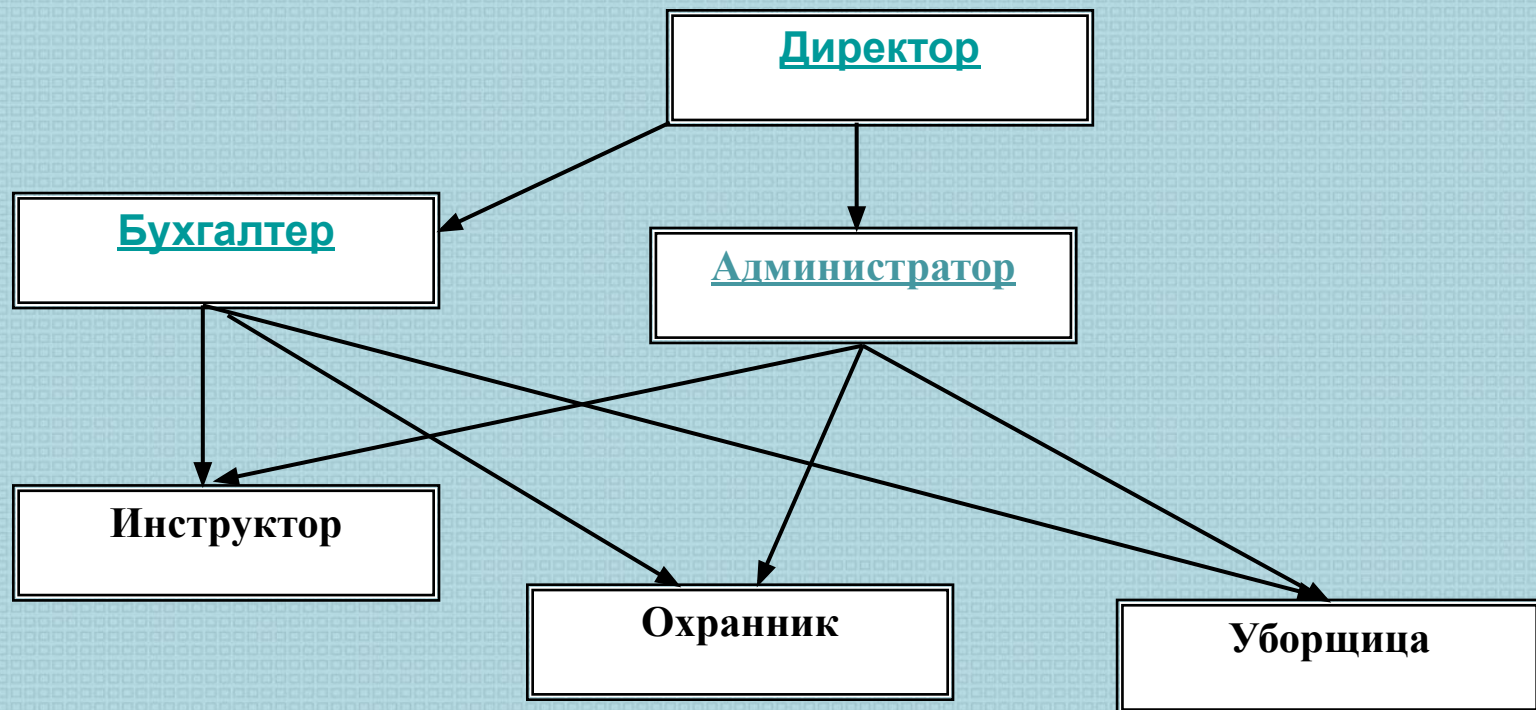 Директор
Бухгалтер
Администратор
Инструктор
Охранник
Уборщица